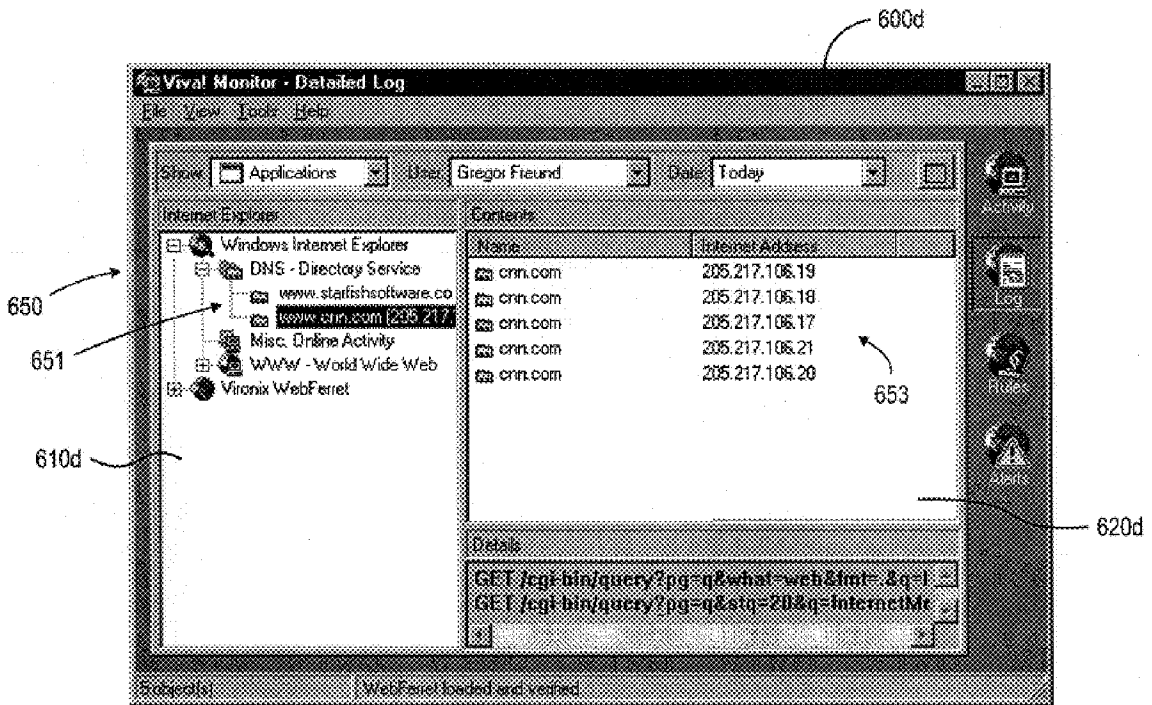 600d
Viva! Monitor - Detailed Log
File View Tools Help
Show Applications User Gregor Freund Date Today
Activity
Internet Explorer
Contents
Windows Internet Explorer
Name Internet Address
DNS - Directory Service
cnn.com 205.217.106.19
www.starfishsoftware.co
cnn.com 205.217.106.18
Log
650
www.cnn.com [205.217.
cnn.com 205.217.106.17
Misc. Online Activity
cnn.com 205.217.106.21
651
WWW - World Wide Web
cnn.com 205.217.106.20
653
Vironix WebFerret
Rules
610d
Alerts
620d
Details
GET /cgi-bin/query?pg=q&what=web&fmt=.&q=I
GET /cgi-bin/query?pg=q&stq=20&q=InternetMe
5 object(s) WebFerret loaded and verified